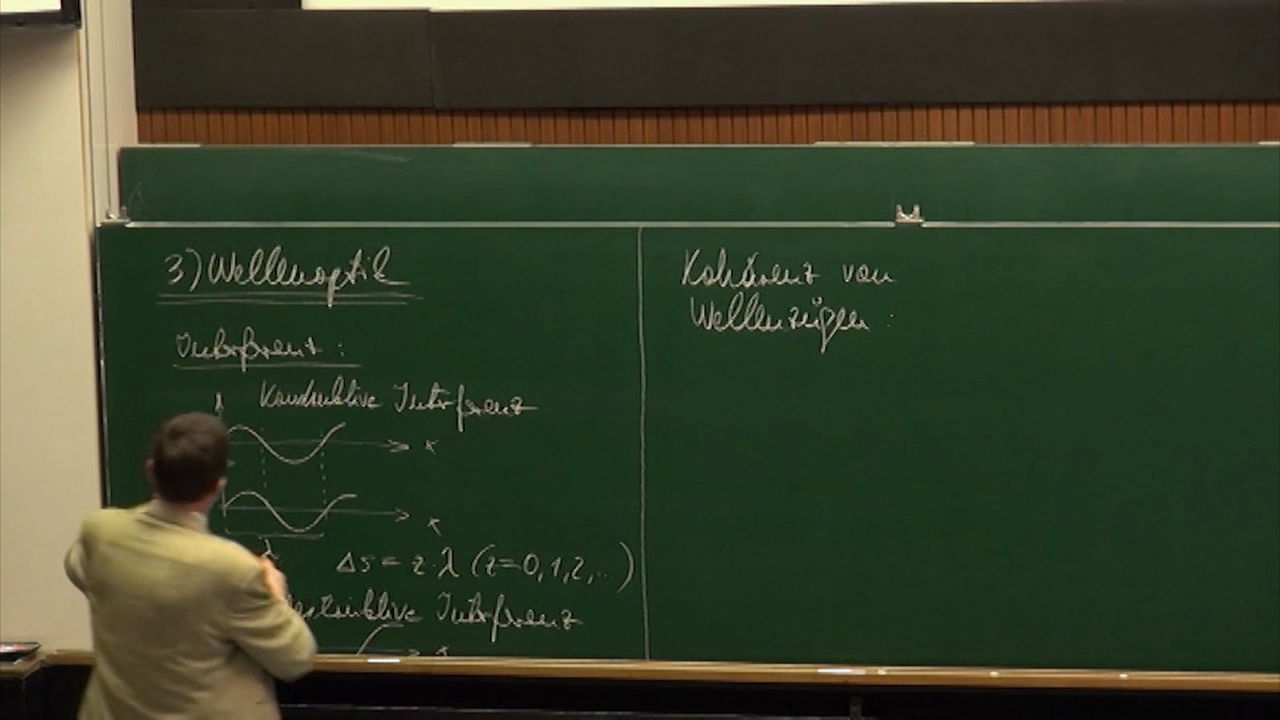 3) Wellenoptik
Interferenz:
Konstruktive Interferenz
x
x
λ
Δs = z·λ (z=0,1,2,..)
destruktive Interferenz
x
Kohärenz von
Wellenzügen: